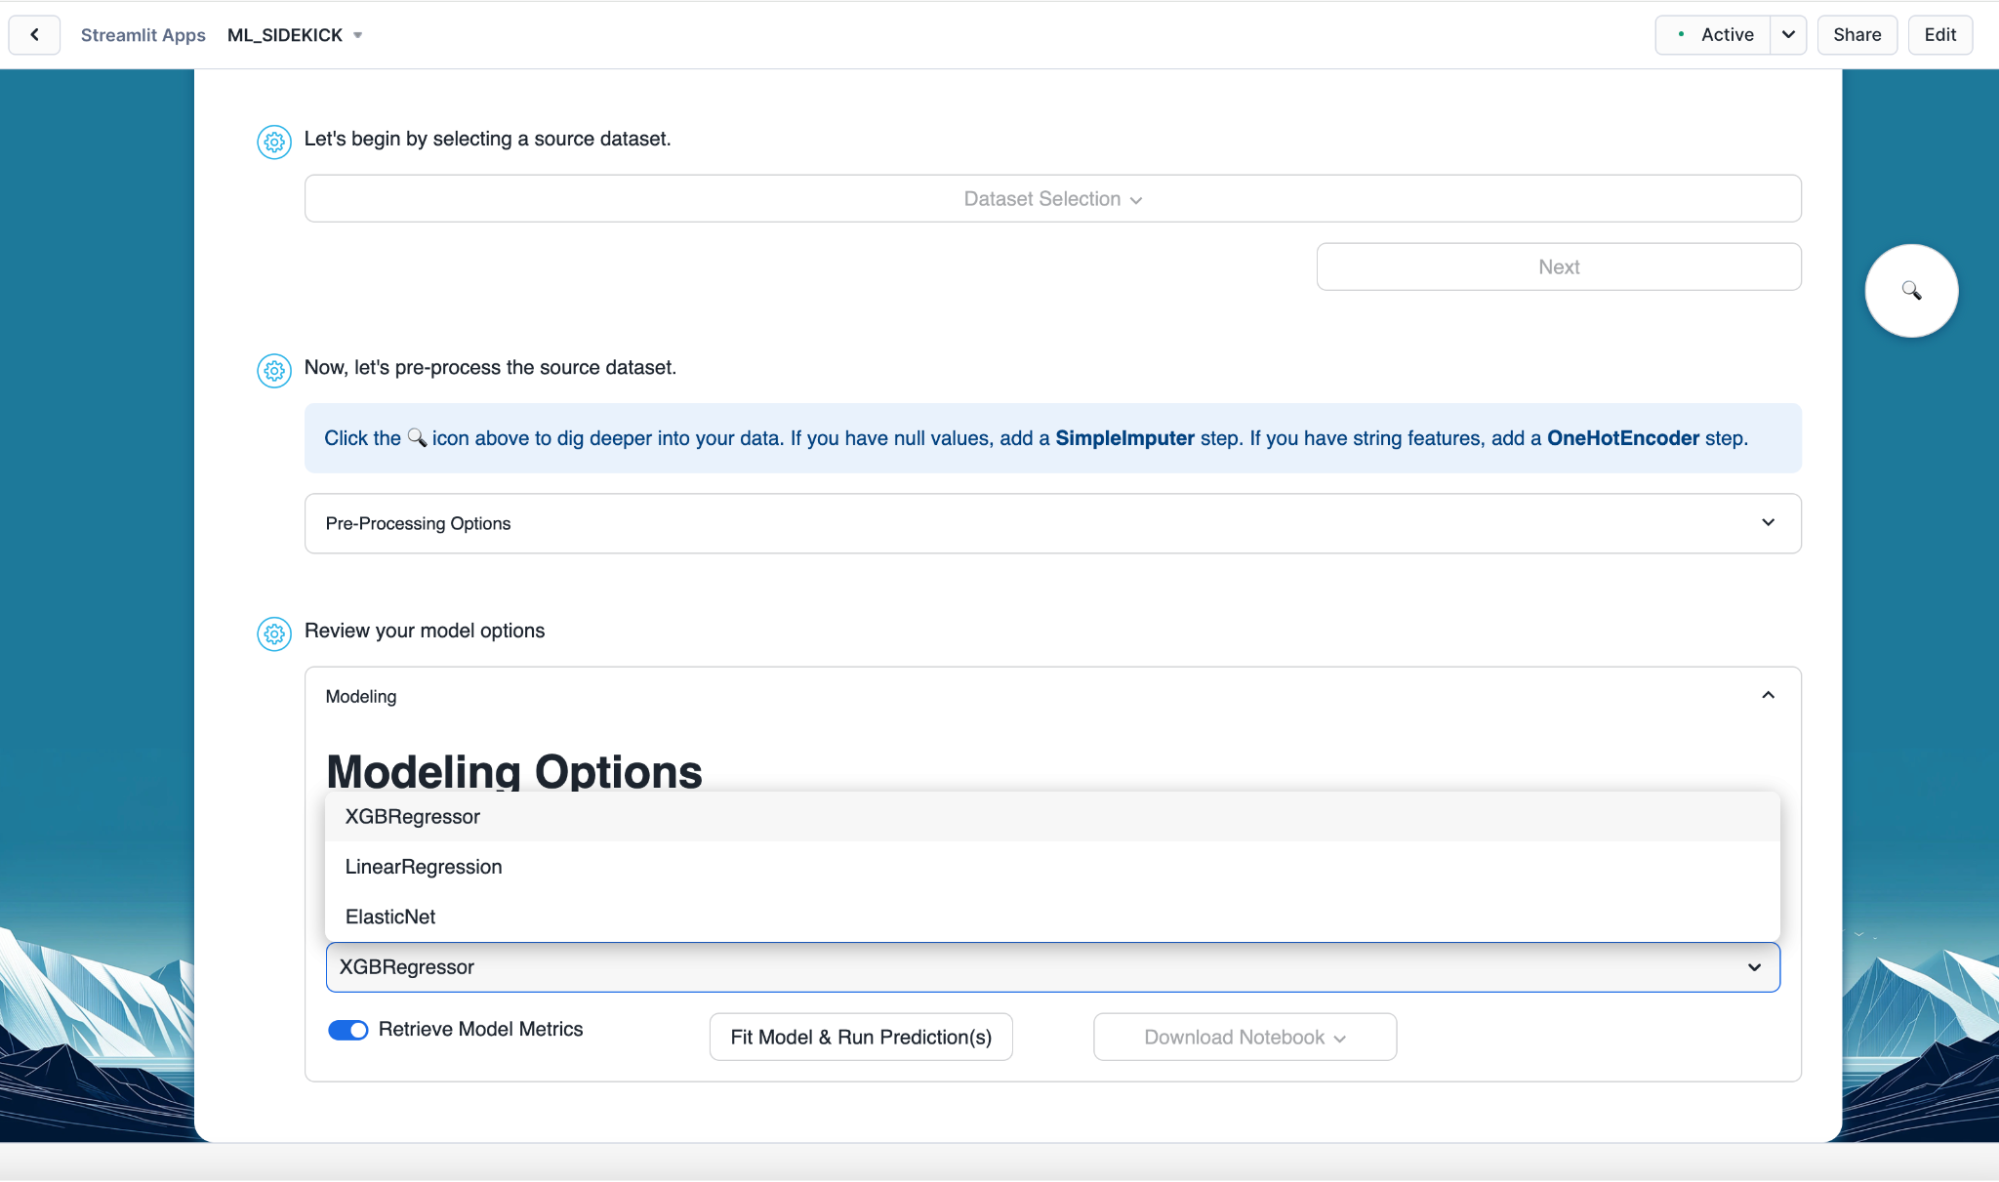 Streamlit Apps ML_SIDEKICK Active Share Edit
Let's begin by selecting a source dataset.
Dataset Selection
Next
Now, let's pre-process the source dataset.
Click the 🔍 icon above to dig deeper into your data. If you have null values, add a SimpleImputer step. If you have string features, add a OneHotEncoder step.
Pre-Processing Options
Review your model options
Modeling
Modeling Options
XGBRegressor
LinearRegression
ElasticNet
XGBRegressor
Retrieve Model Metrics Fit Model & Run Prediction(s) Download Notebook